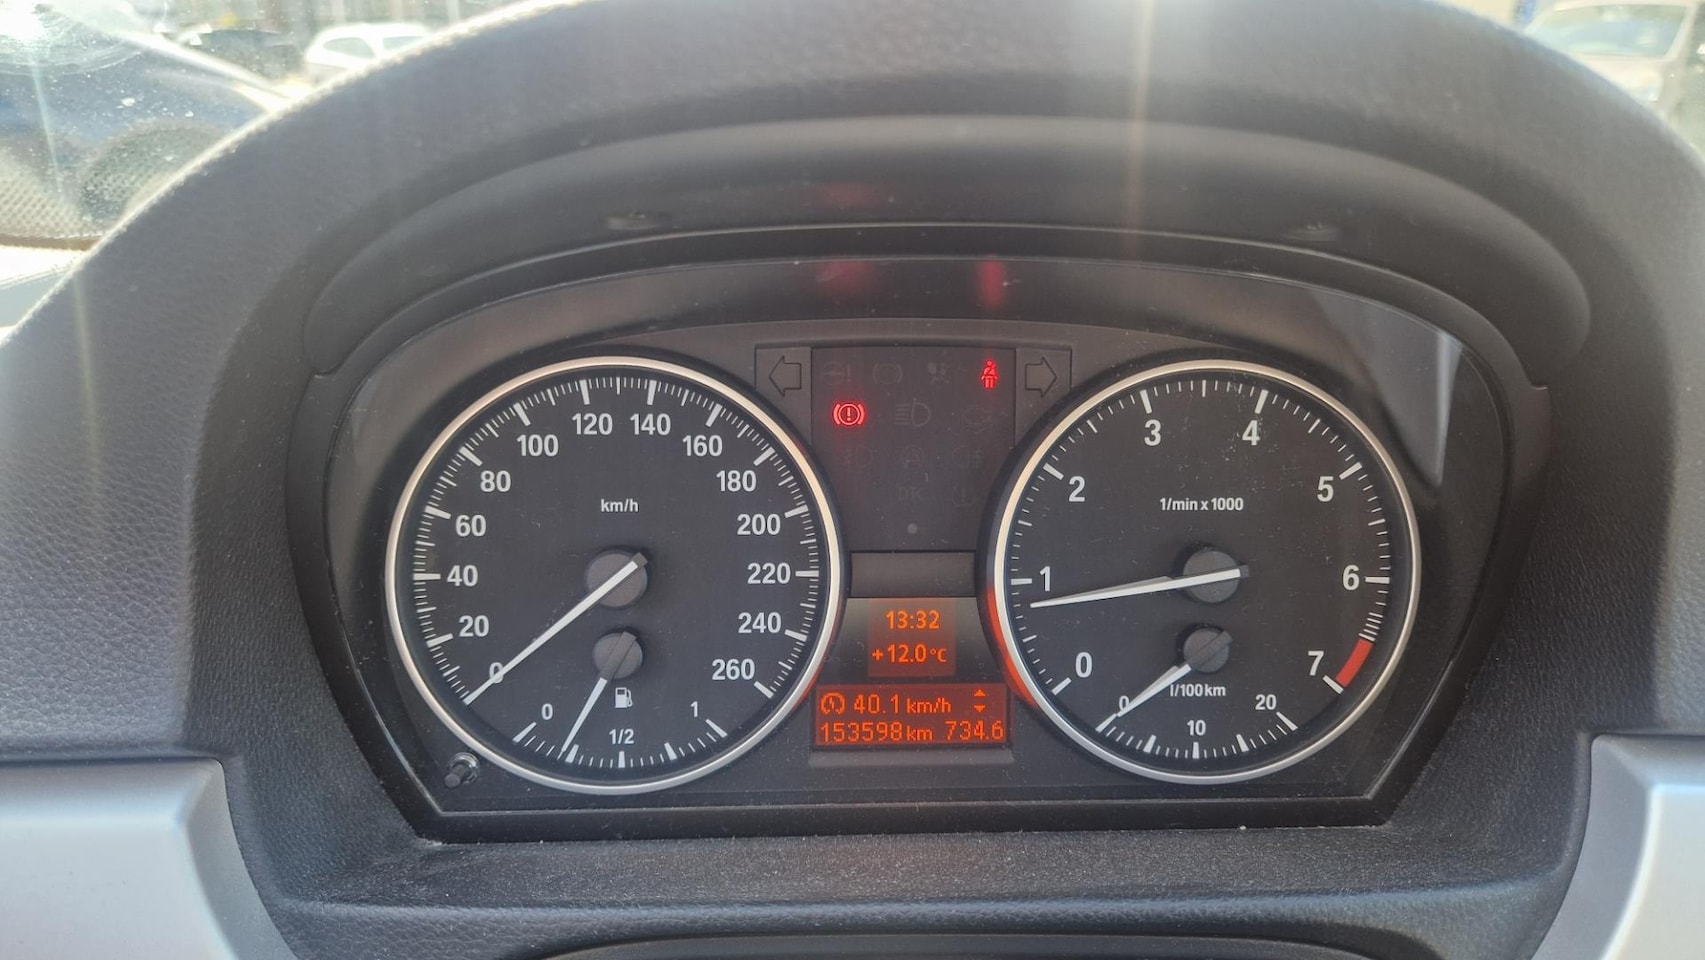 0 20 40 60 80 100 120 140 160 180 200 220 240 260
km/h
0 1/2 1
13:32
+12.0°C
40.1 km/h
153598 km 734.6
0 1 2 3 4 5 6 7
1/min x 1000
l/100km
0 10 20